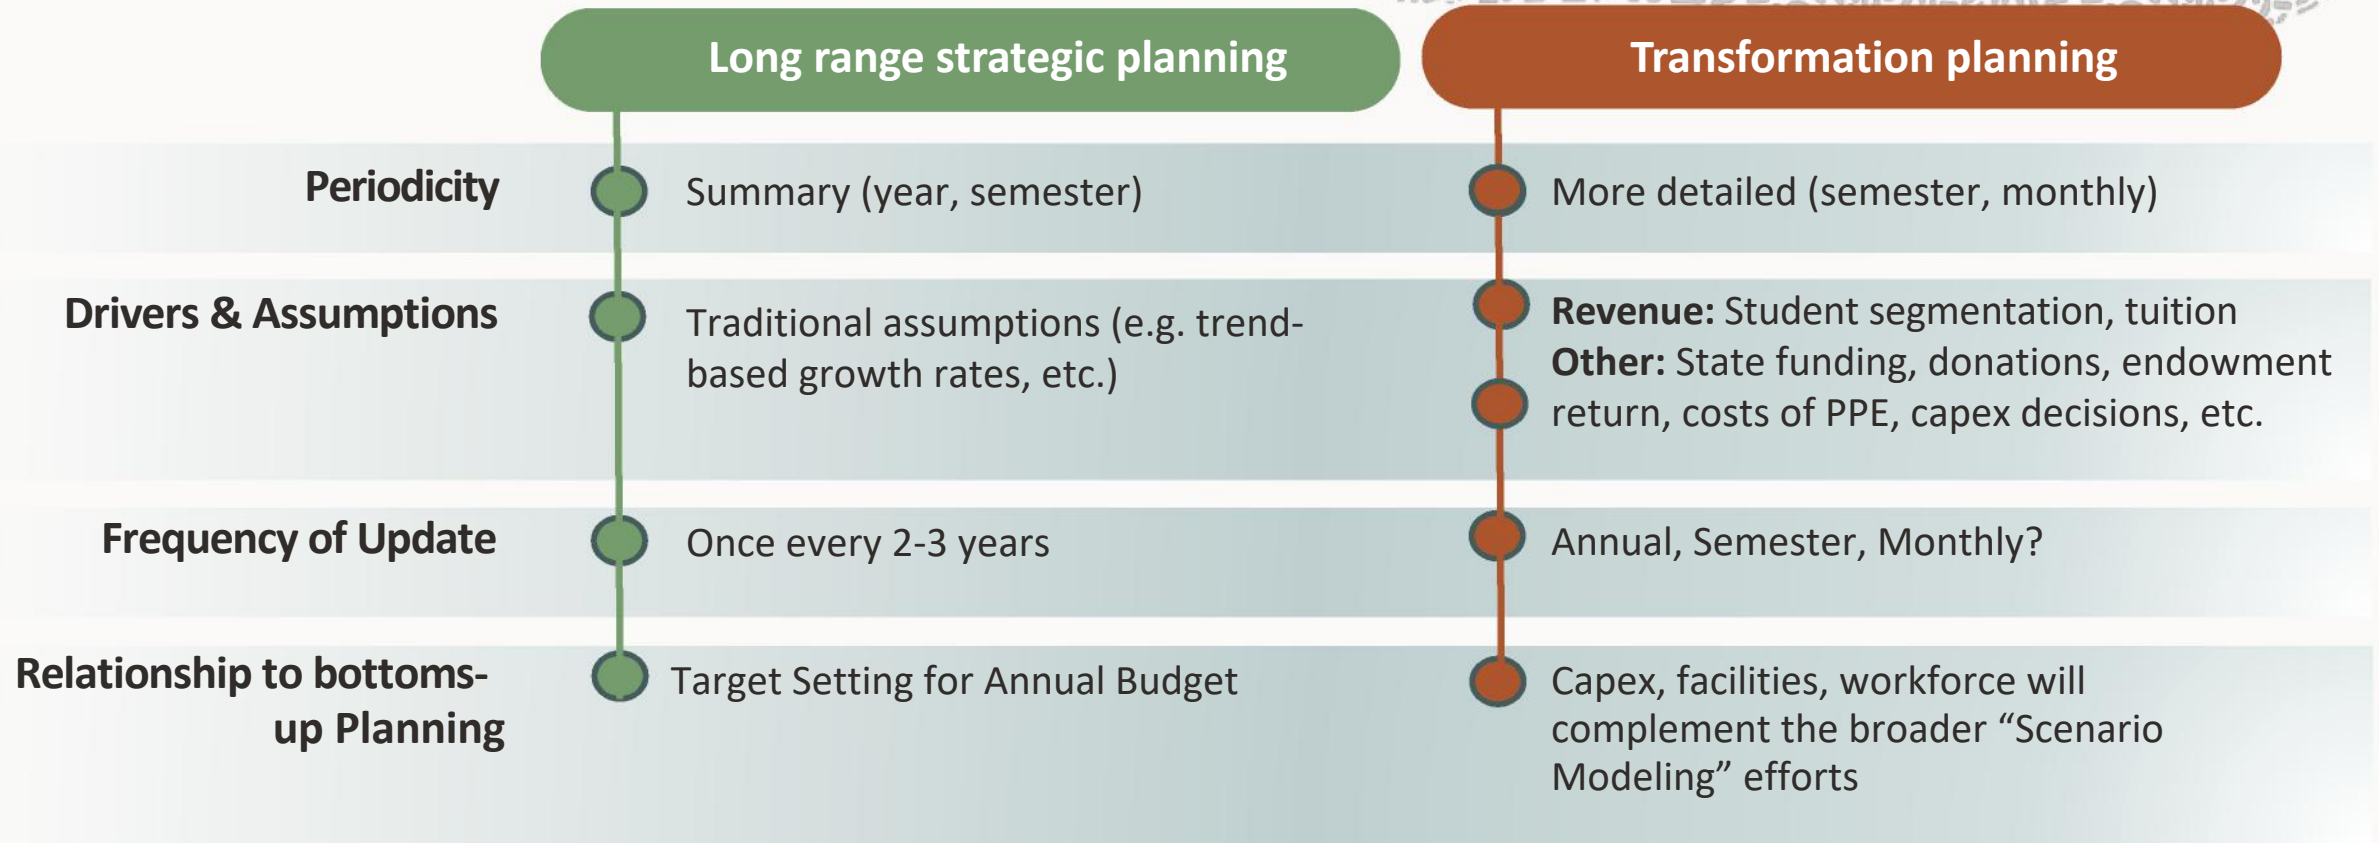 Long range strategic planning
Transformation planning
Periodicity
Summary (year, semester)
More detailed (semester, monthly)
Drivers & Assumptions
Traditional assumptions (e.g. trend-
based growth rates, etc.)
Revenue: Student segmentation, tuition
Other: State funding, donations, endowment
return, costs of PPE, capex decisions, etc.
Frequency of Update
Once every 2-3 years
Annual, Semester, Monthly?
Relationship to bottoms-
up Planning
Target Setting for Annual Budget
Capex, facilities, workforce will
complement the broader “Scenario
Modeling” efforts